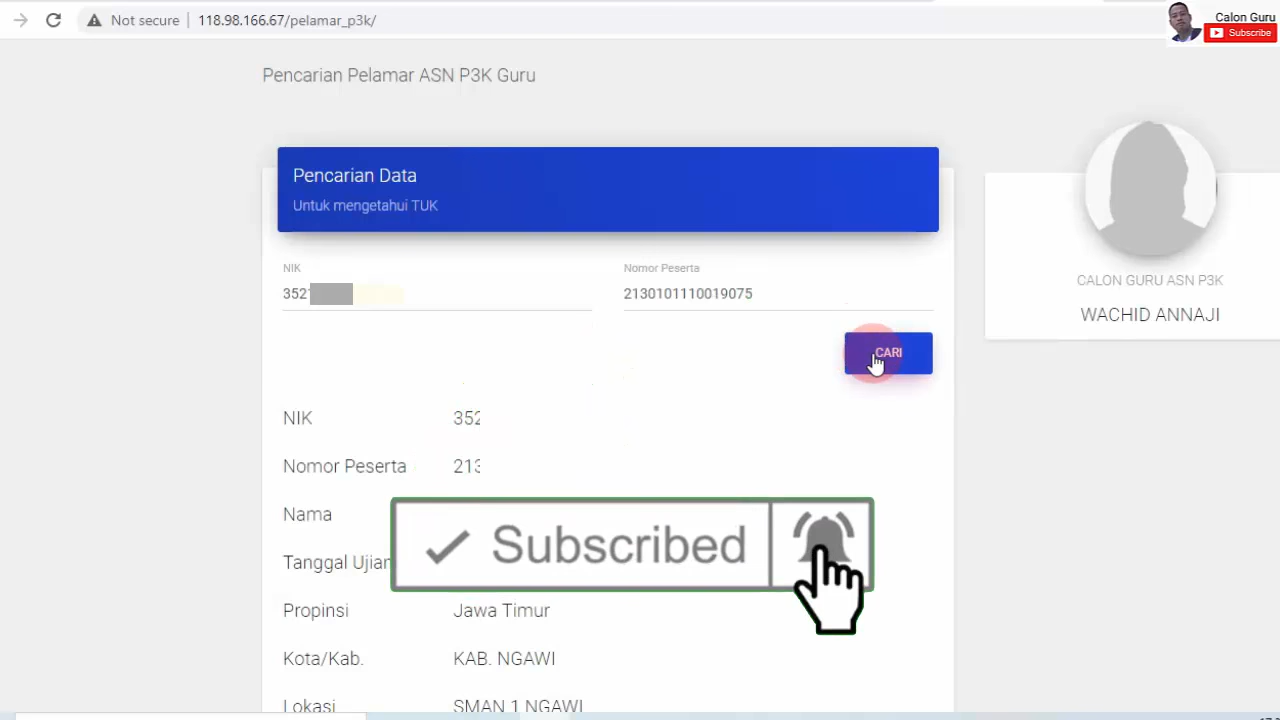 Not secure | 118.98.166.67/pelamar_p3k/
Calon Guru
Subscribe
Pencarian Pelamar ASN P3K Guru
Pencarian Data
Untuk mengetahui TUK
NIK
Nomor Peserta
352
2130101110019075
CARI
CALON GURU ASN P3K
WACHID ANNAJI
NIK 352
Nomor Peserta 213
Nama
Subscribed
Tanggal Ujian
Propinsi Jawa Timur
Kota/Kab. KAB. NGAWI
Lokasi SMAN 1 NGAWI